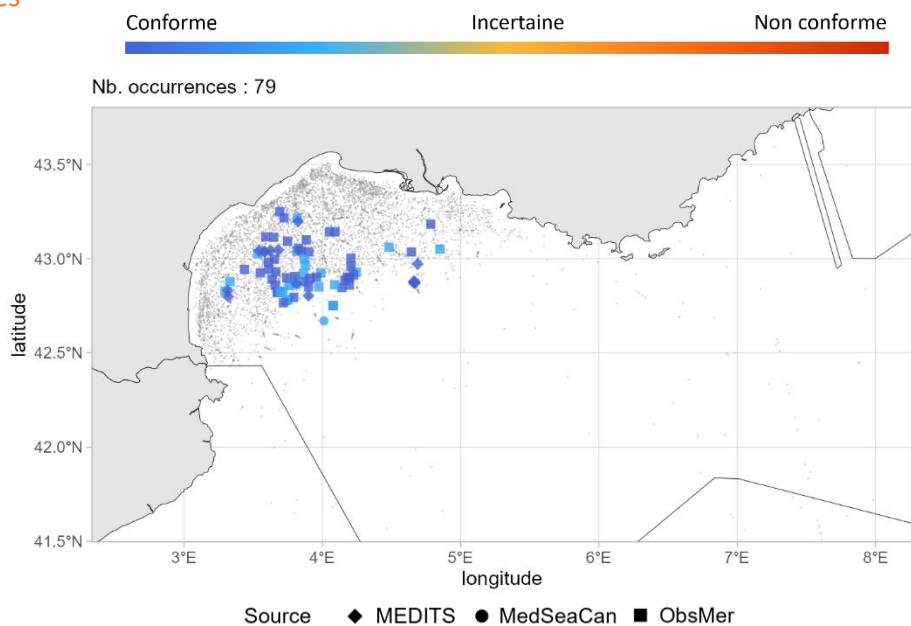 es
Conforme Incertaine Non conforme
Nb. occurrences : 79
43.5°N
43.0°N
42.5°N
42.0°N
41.5°N
latitude
3°E 4°E 5°E 6°E 7°E 8°E
longitude
Source MEDITS MedSeaCan ObsMer